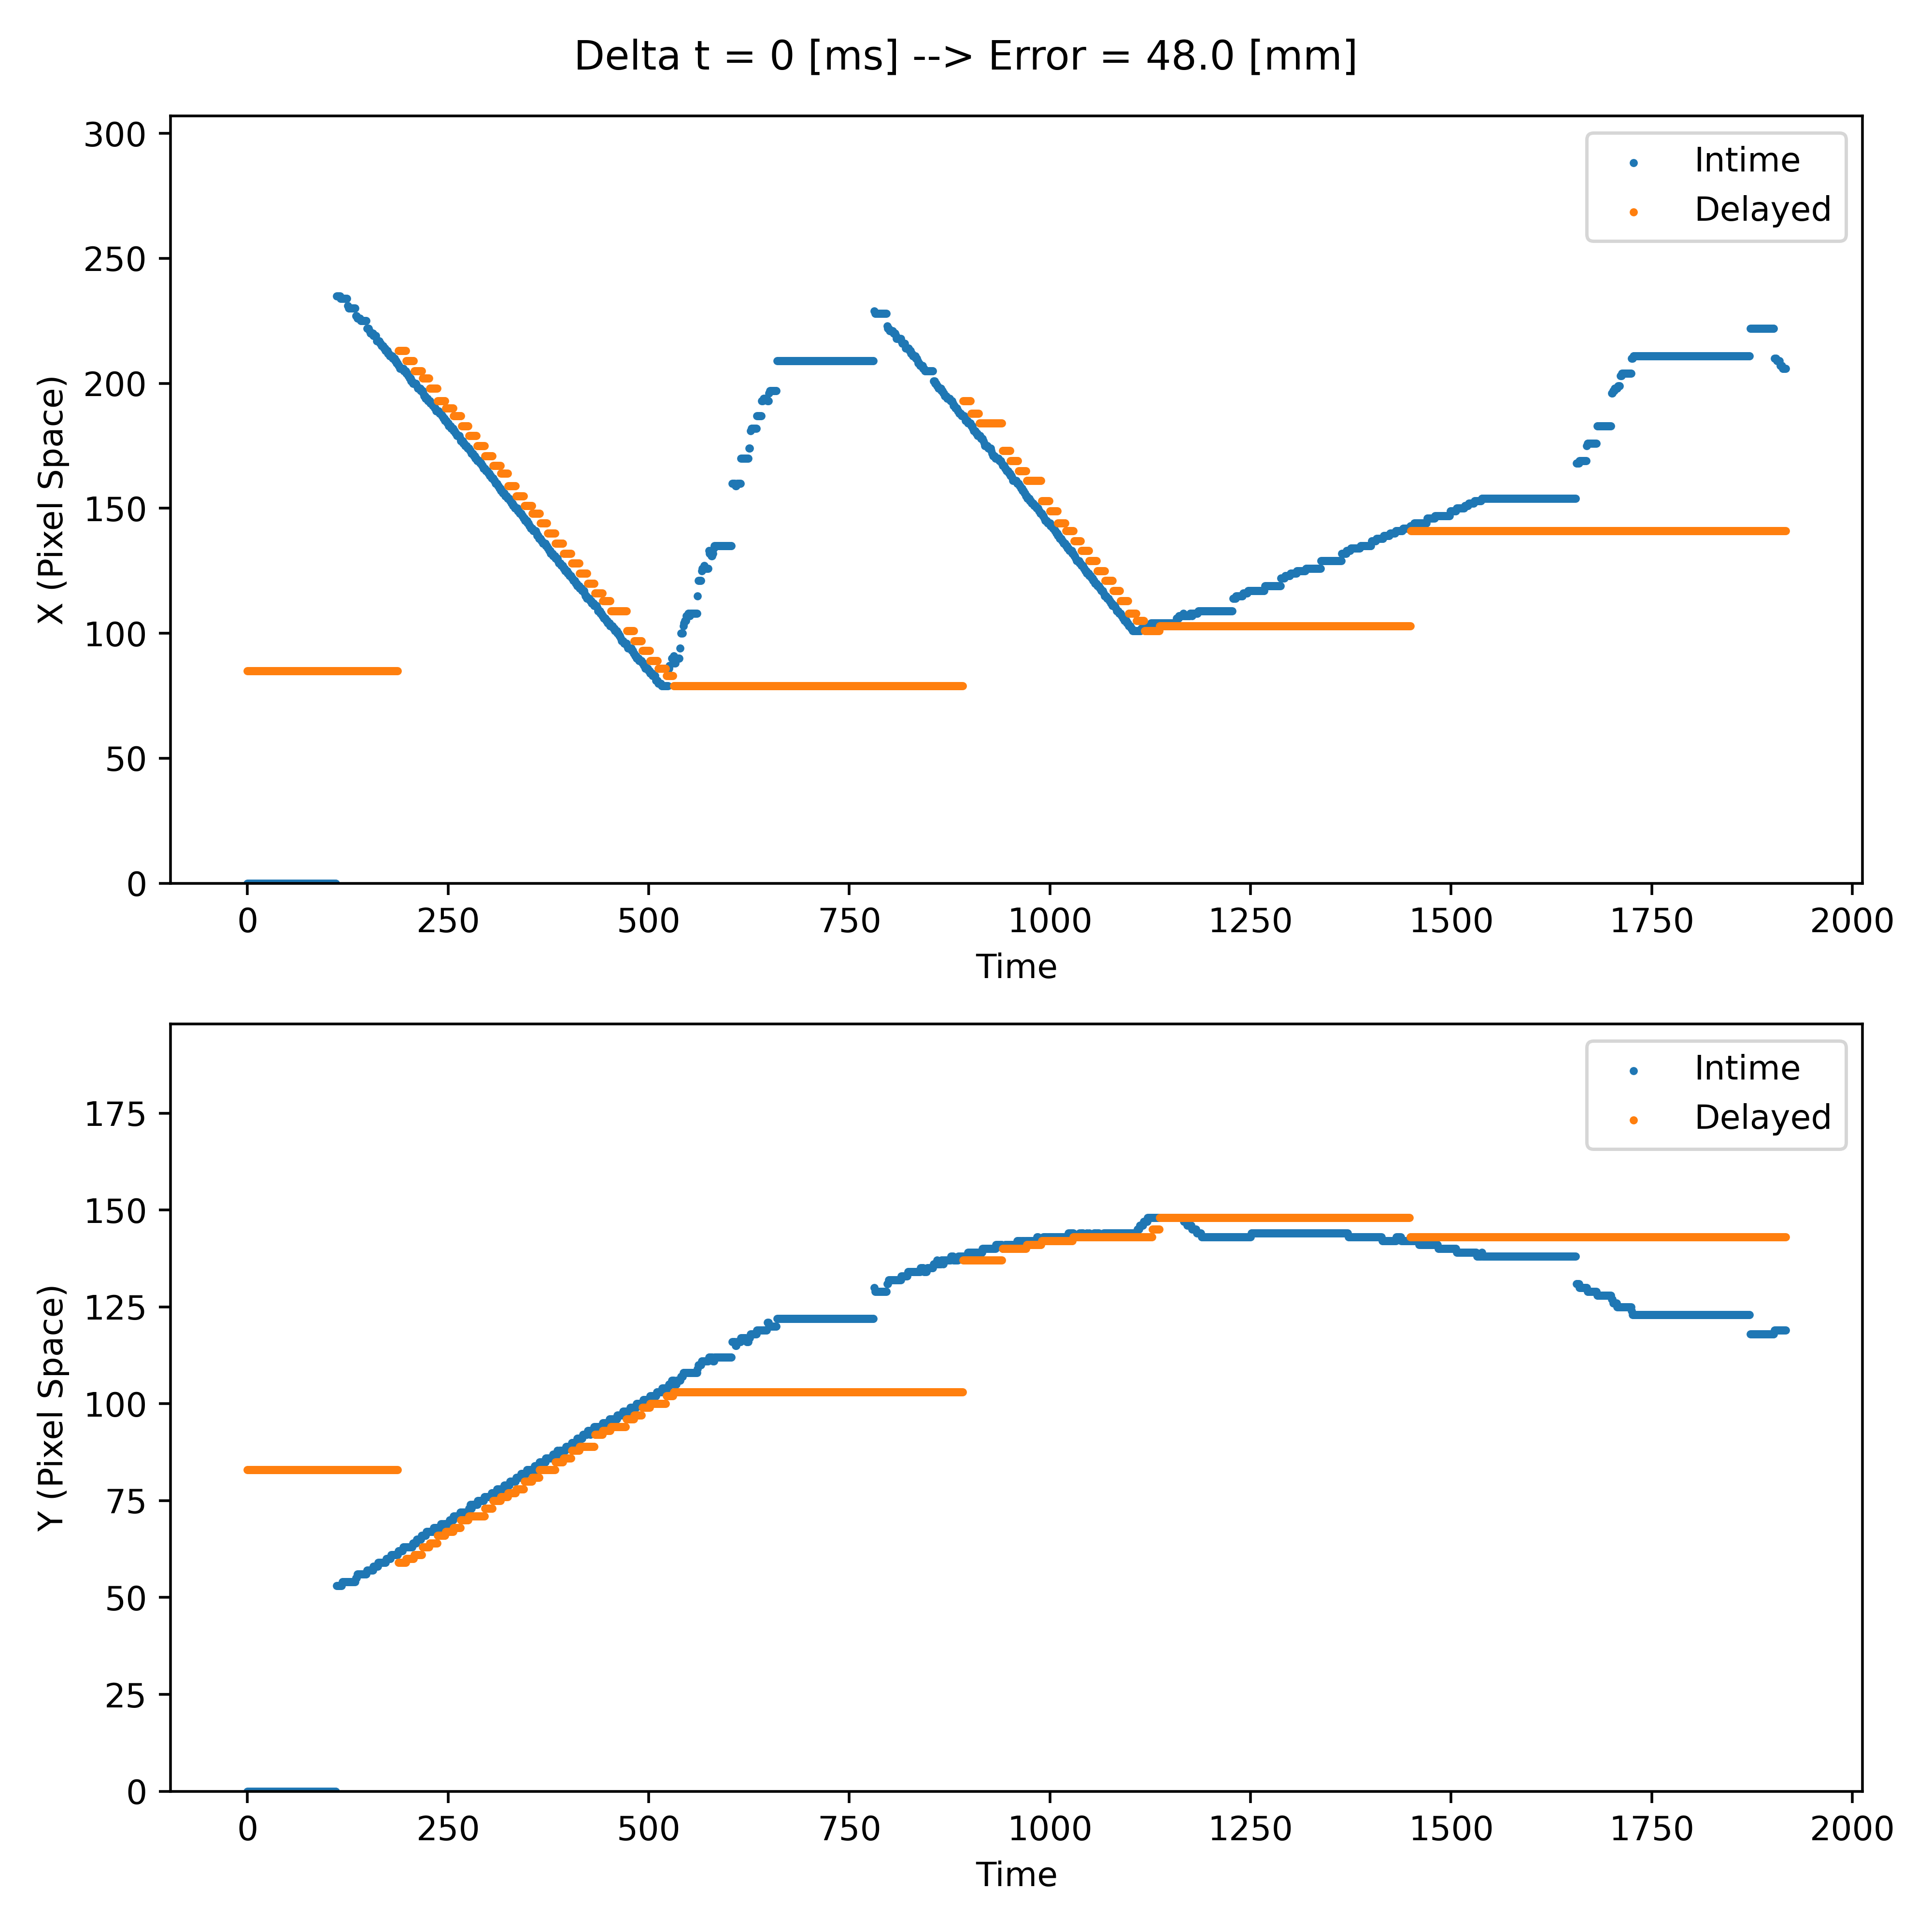 Delta t = 0 [ms] --> Error = 48.0 [mm]
300
250
200
150
100
50
0
X (Pixel Space)
Intime
Delayed
0 250 500 750 1000 1250 1500 1750 2000
Time
175
150
125
100
75
50
25
0
Y (Pixel Space)
Intime
Delayed
0 250 500 750 1000 1250 1500 1750 2000
Time